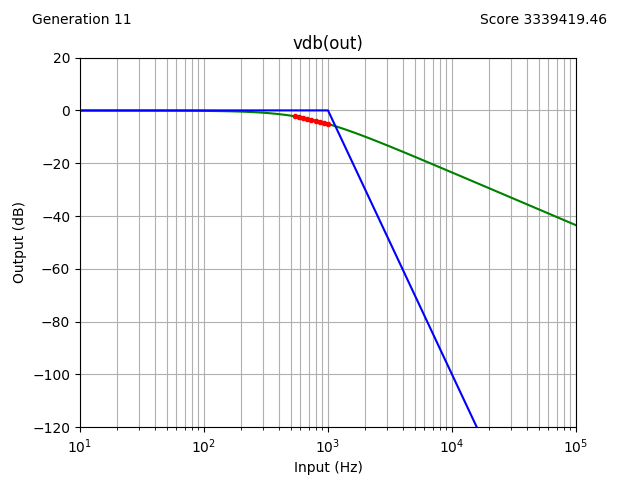 Generation 11
Score 3339419.46
vdb(out)
20
0
−20
−40
−60
−80
−100
−120
Output (dB)
10¹
10²
10³
10⁴
10⁵
Input (Hz)